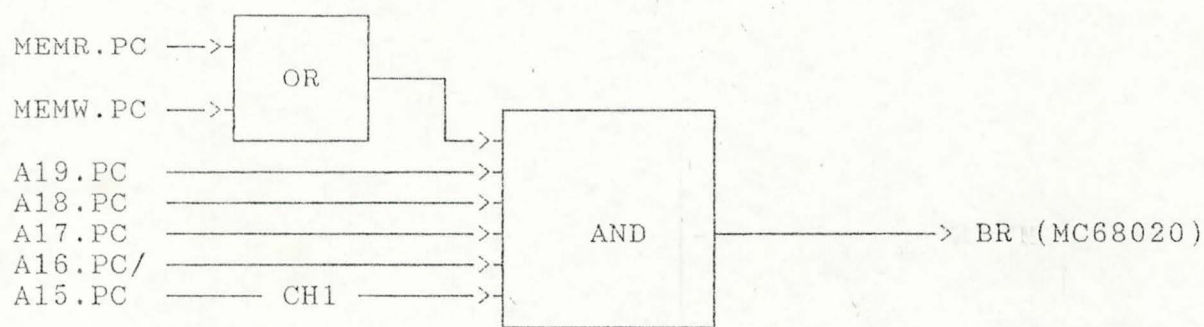 MEMR.PC
OR
MEMW.PC
A19.PC
A18.PC
A17.PC
AND
BR (MC68020)
A16.PC/
A15.PC
CH1